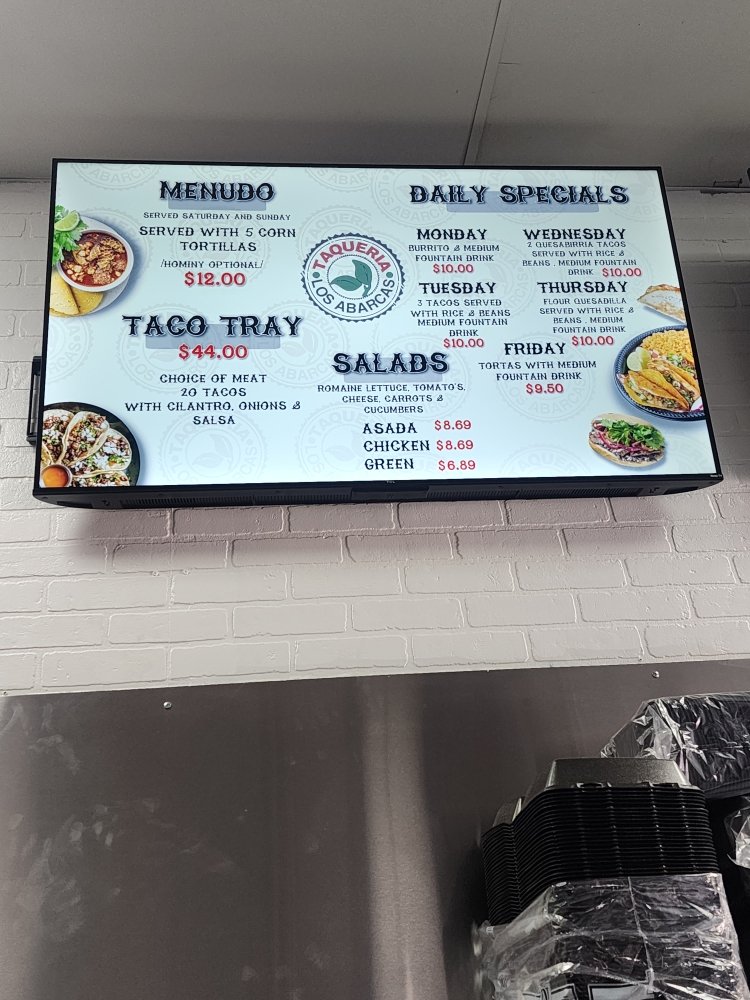 MENUDO
SERVED SATURDAY AND SUNDAY
SERVED WITH 5 CORN
TORTILLAS
/HOMINY OPTIONAL/
$12.00
TACO TRAY
$44.00
CHOICE OF MEAT
20 TACOS
WITH CILANTRO, ONIONS &
SALSA
TAQUERIA
LOS ABARCAS
SALADS
ROMAINE LETTUCE, TOMATO'S,
CHEESE, CARROTS &
CUCUMBERS
ASADA $8.69
CHICKEN $8.69
GREEN $6.89
DAILY SPECIALS
MONDAY
BURRITO & MEDIUM
FOUNTAIN DRINK
$10.00
TUESDAY
3 TACOS SERVED
WITH RICE & BEANS
MEDIUM FOUNTAIN
DRINK
$10.00
WEDNESDAY
2 QUESABIRRIA TACOS
SERVED WITH RICE &
BEANS . MEDIUM FOUNTAIN
DRINK $10.00
THURSDAY
FLOUR QUESADILLA
SERVED WITH RICE &
BEANS . MEDIUM
FOUNTAIN DRINK
$10.00
FRIDAY
TORTAS WITH MEDIUM
FOUNTAIN DRINK
$9.50